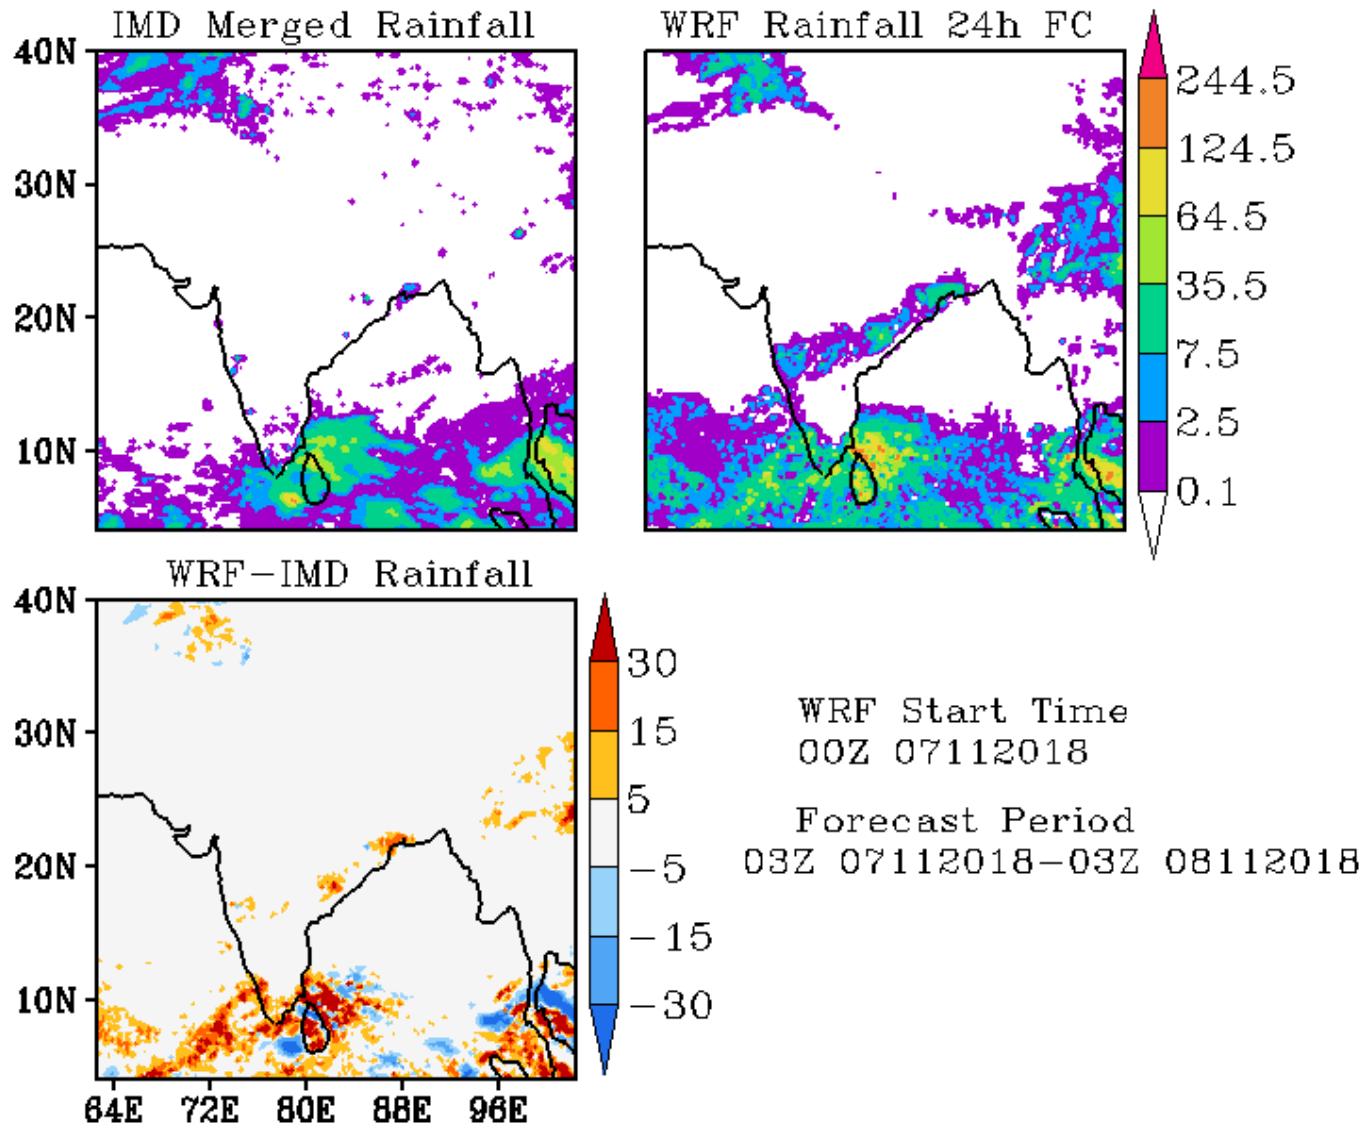 IMD Merged Rainfall
WRF Rainfall 24h FC
40N
30N
20N
10N
244.5
124.5
64.5
35.5
7.5
2.5
0.1
WRF-IMD Rainfall
40N
30N
20N
10N
64E 72E 80E 88E 96E
30
15
5
-5
-15
-30
WRF Start Time
00Z 07112018
Forecast Period
03Z 07112018-03Z 08112018